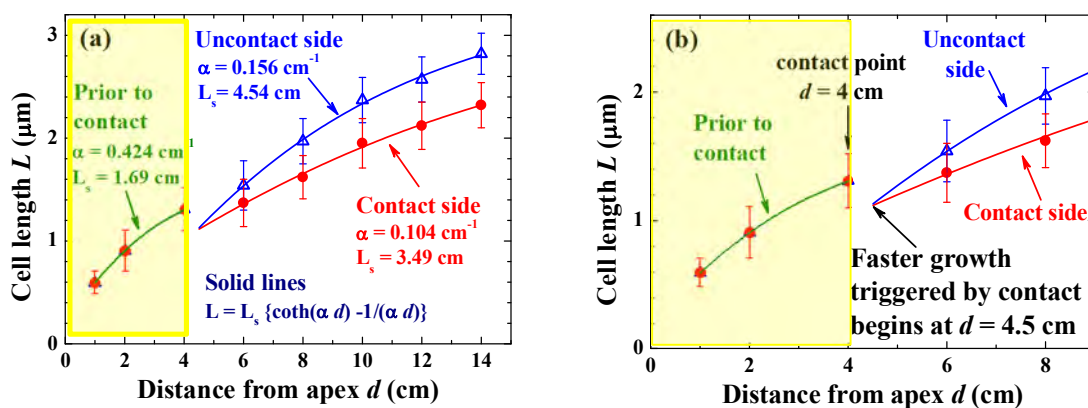 (a)
Uncontact side
α = 0.156 cm⁻¹
Lₛ = 4.54 cm
Prior to
contact
α = 0.424 cm⁻¹
Lₛ = 1.69 cm
Contact side
α = 0.104 cm⁻¹
Lₛ = 3.49 cm
Solid lines
L = Lₛ {coth(α d) -1/(α d)}
Cell length L (μm)
3
2
1
0
0 2 4 6 8 10 12 14
Distance from apex d (cm)
(b)
contact point
d = 4 cm
Uncontact
side
Prior to
contact
Contact side
Faster growth
triggered by contact
begins at d = 4.5 cm
Cell length L (μm)
2
1
0
0 2 4 6 8
Distance from apex d (cm)